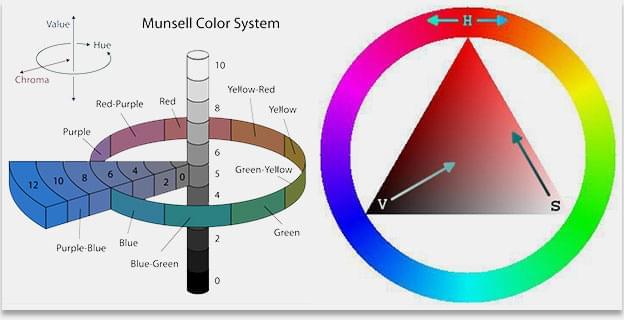 Munsell Color System
Value
Hue
Chroma
10
8
6
5
4
2
0
Red-Purple
Red
Yellow-Red
Yellow
Purple
Green-Yellow
12
10
8
6
4
2
0
Purple-Blue
Blue
Blue-Green
Green
H
V
S